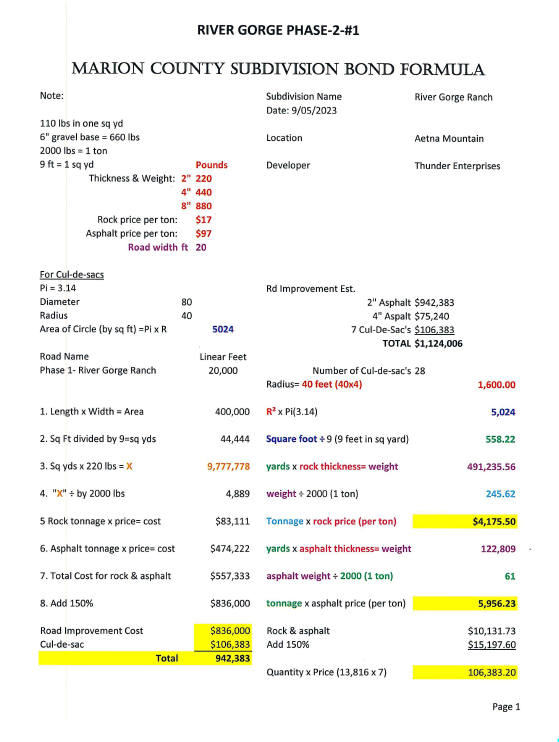 RIVER GORGE PHASE-2-#1
MARION COUNTY SUBDIVISION BOND FORMULA
Note: Subdivision Name River Gorge Ranch
Date: 9/05/2023
110 lbs in one sq yd
6" gravel base = 660 lbs Location Aetna Mountain
2000 lbs = 1 ton
9 ft = 1 sq yd Pounds Developer Thunder Enterprises
Thickness & Weight: 2" 220
4" 440
8" 880
Rock price per ton: $17
Asphalt price per ton: $97
Road width ft 20
For Cul-de-sacs
Pi = 3.14 Rd Improvement Est.
Diameter 80 2" Asphalt $942,383
Radius 40 4" Aspalt $75,240
Area of Circle (by sq ft) =Pi x R 5024 7 Cul-De-Sac's $106,383
TOTAL $1,124,006
Road Name Linear Feet
Phase 1- River Gorge Ranch 20,000 Number of Cul-de-sac's 28
Radius= 40 feet (40x4) 1,600.00
1. Length x Width = Area 400,000 R² x Pi(3.14) 5,024
2. Sq Ft divided by 9=sq yds 44,444 Square foot ÷ 9 (9 feet in sq yard) 558.22
3. Sq yds x 220 lbs = X 9,777,778 yards x rock thickness= weight 491,235.56
4. "X" ÷ by 2000 lbs 4,889 weight ÷ 2000 (1 ton) 245.62
5 Rock tonnage x price= cost $83,111 Tonnage x rock price (per ton) $4,175.50
6. Asphalt tonnage x price= cost $474,222 yards x asphalt thickness= weight 122,809
7. Total Cost for rock & asphalt $557,333 asphalt weight ÷ 2000 (1 ton) 61
8. Add 150% $836,000 tonnage x asphalt price (per ton) 5,956.23
Road Improvement Cost $836,000 Rock & asphalt $10,131.73
Cul-de-sac $106,383 Add 150% $15,197.60
Total 942,383
Quantity x Price (13,816 x 7) 106,383.20
Page 1